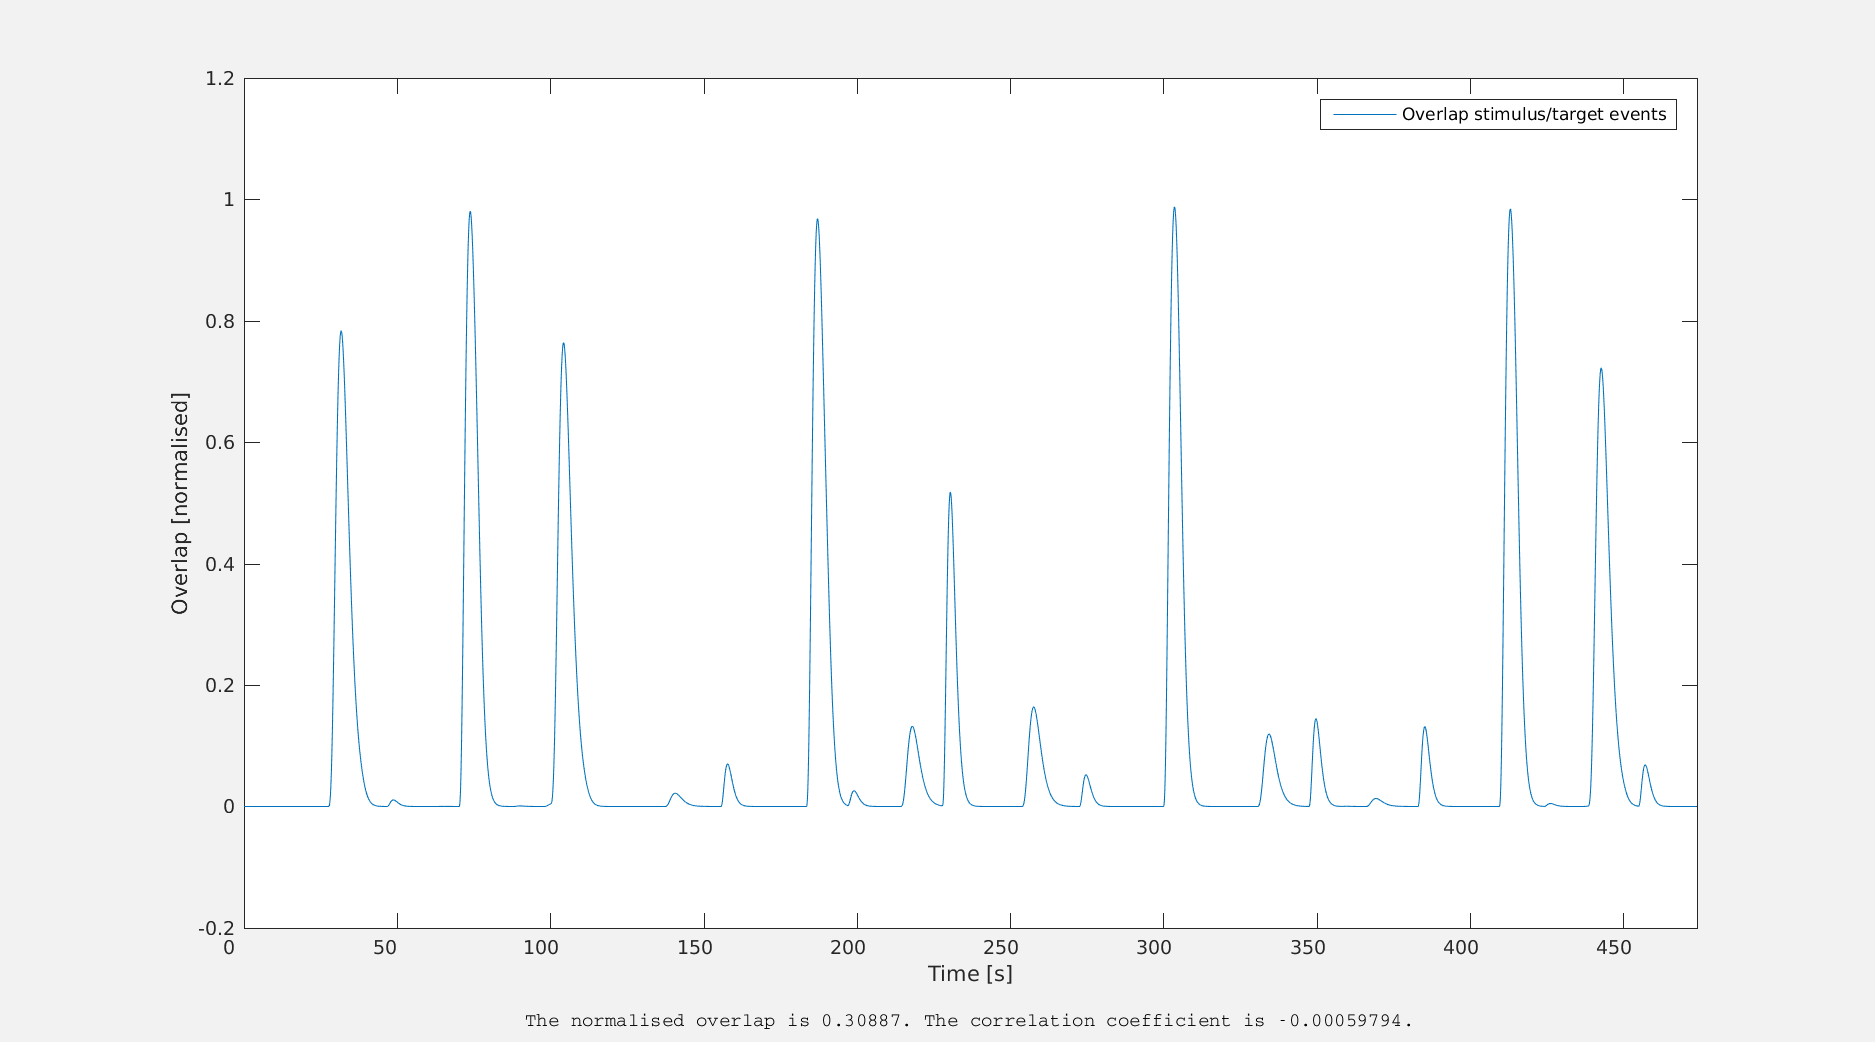 Overlap stimulus/target events
1.2
1
0.8
0.6
0.4
0.2
0
-0.2
Overlap [normalised]
0 50 100 150 200 250 300 350 400 450
Time [s]
The normalised overlap is 0.30887. The correlation coefficient is -0.00059794.